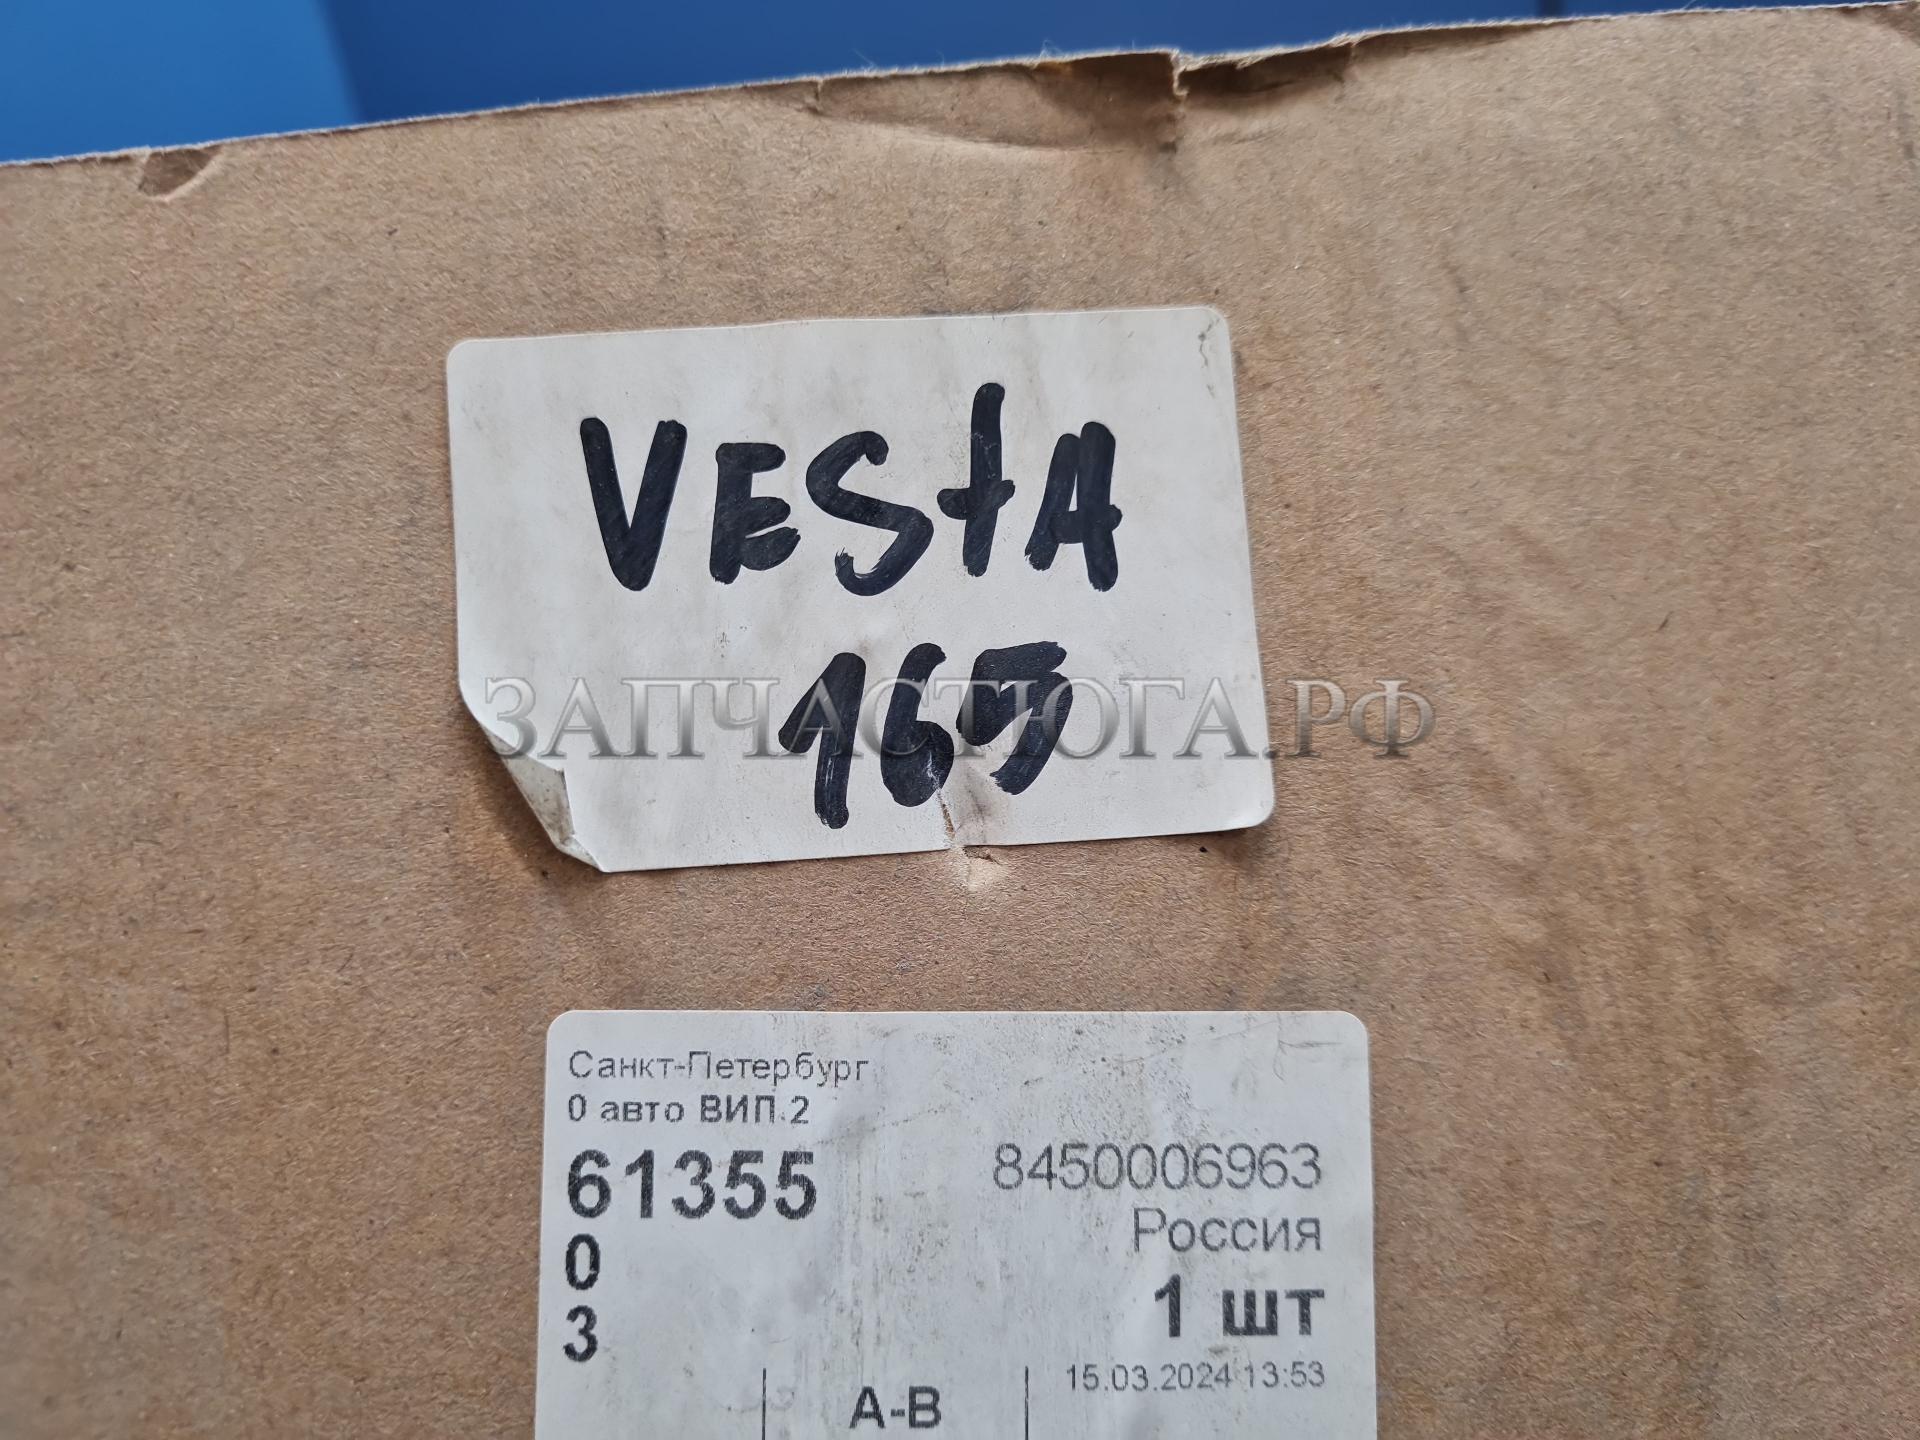 VEStA
165
ЗАПЧАСТЮГА.РФ
Санкт-Петербург
0 авто ВИП 2
61355
8450006963
0
Россия
3
1 шт
15.03.2024 13:53
А-В